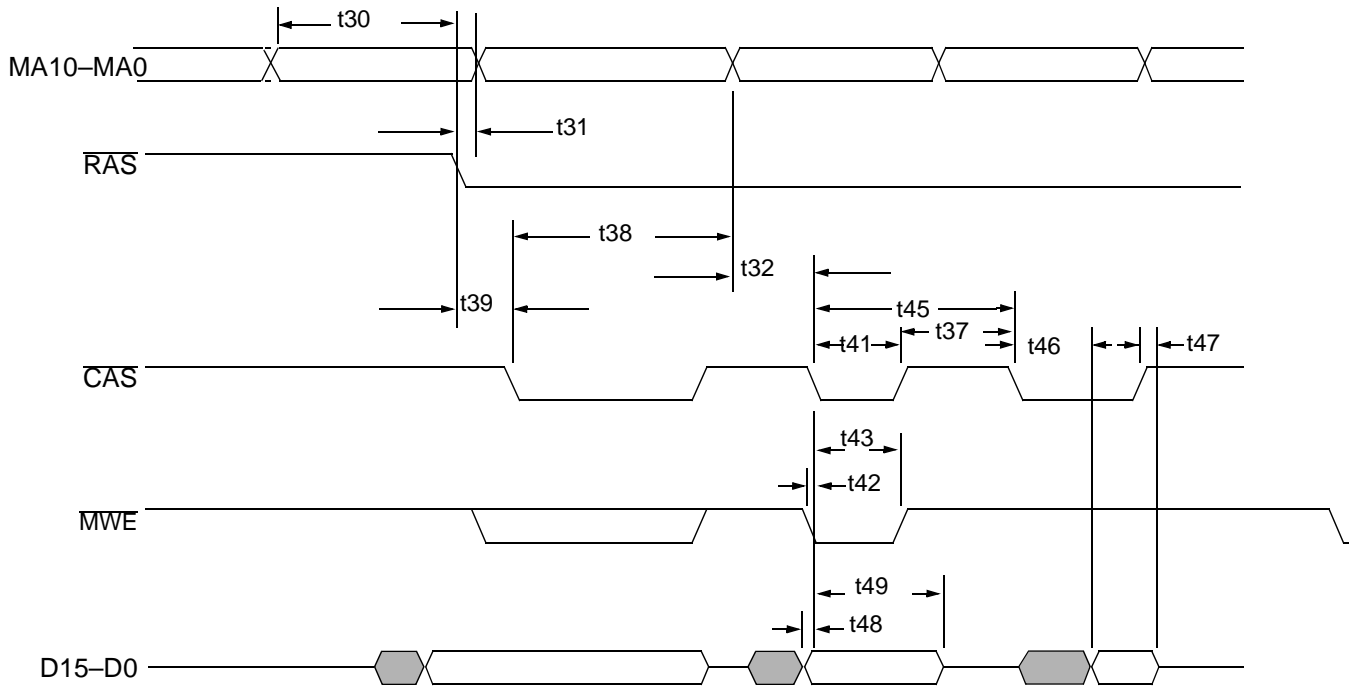 t30
MA10–MA0
t31
RAS
t38
t32
t39
t45
t37
t41
t46
t47
CAS
t43
t42
MWE
t49
t48
D15–D0